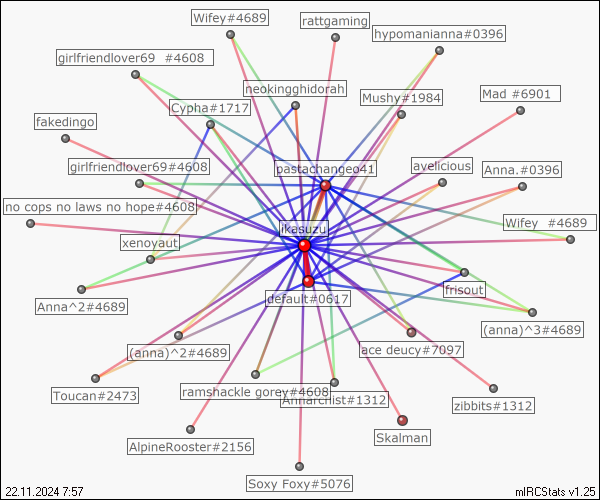 Wifey#4689
rattgaming
hypomanianna#0396
girlfriendlover69 #4608
neokingghidorah
Mushy#1984
Mad #6901
Cypha#1717
fakedingo
girlfriendlover69#4608
pastachangeo41
avelicious
Anna.#0396
no cops no laws no hope#4608
Wifey #4689
jkasuzu
xenoyaut
default#0617
frisout
Anna^2#4689
(anna)^3#4689
(anna)^2#4689
ace deucy#7097
Toucan#2473
ramshackle gorey#4608
Annarchist#1312
zibbits#1312
AlpineRooster#2156
Skalman
Soxy Foxy#5076
22.11.2024 7:57
mIRCStats v1.25